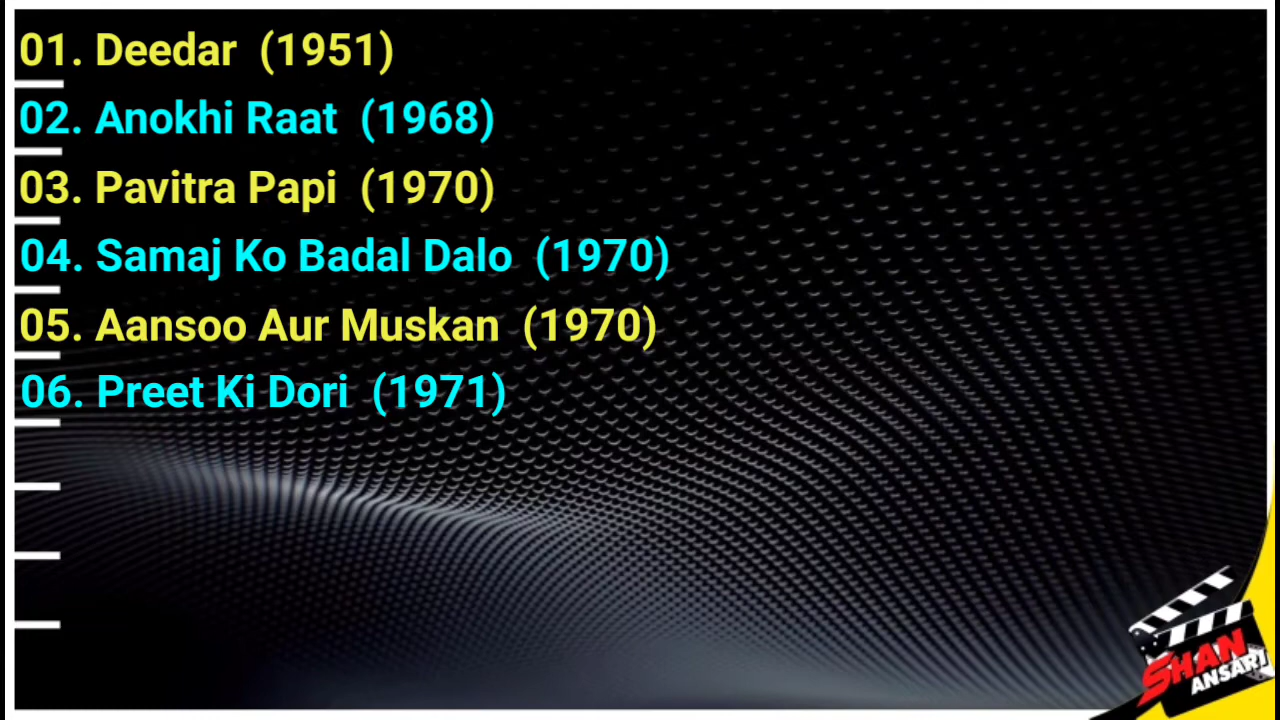 01. Deedar (1951)
02. Anokhi Raat (1968)
03. Pavitra Papi (1970)
04. Samaj Ko Badal Dalo (1970)
05. Aansoo Aur Muskan (1970)
06. Preet Ki Dori (1971)
SHAN
ANSARI